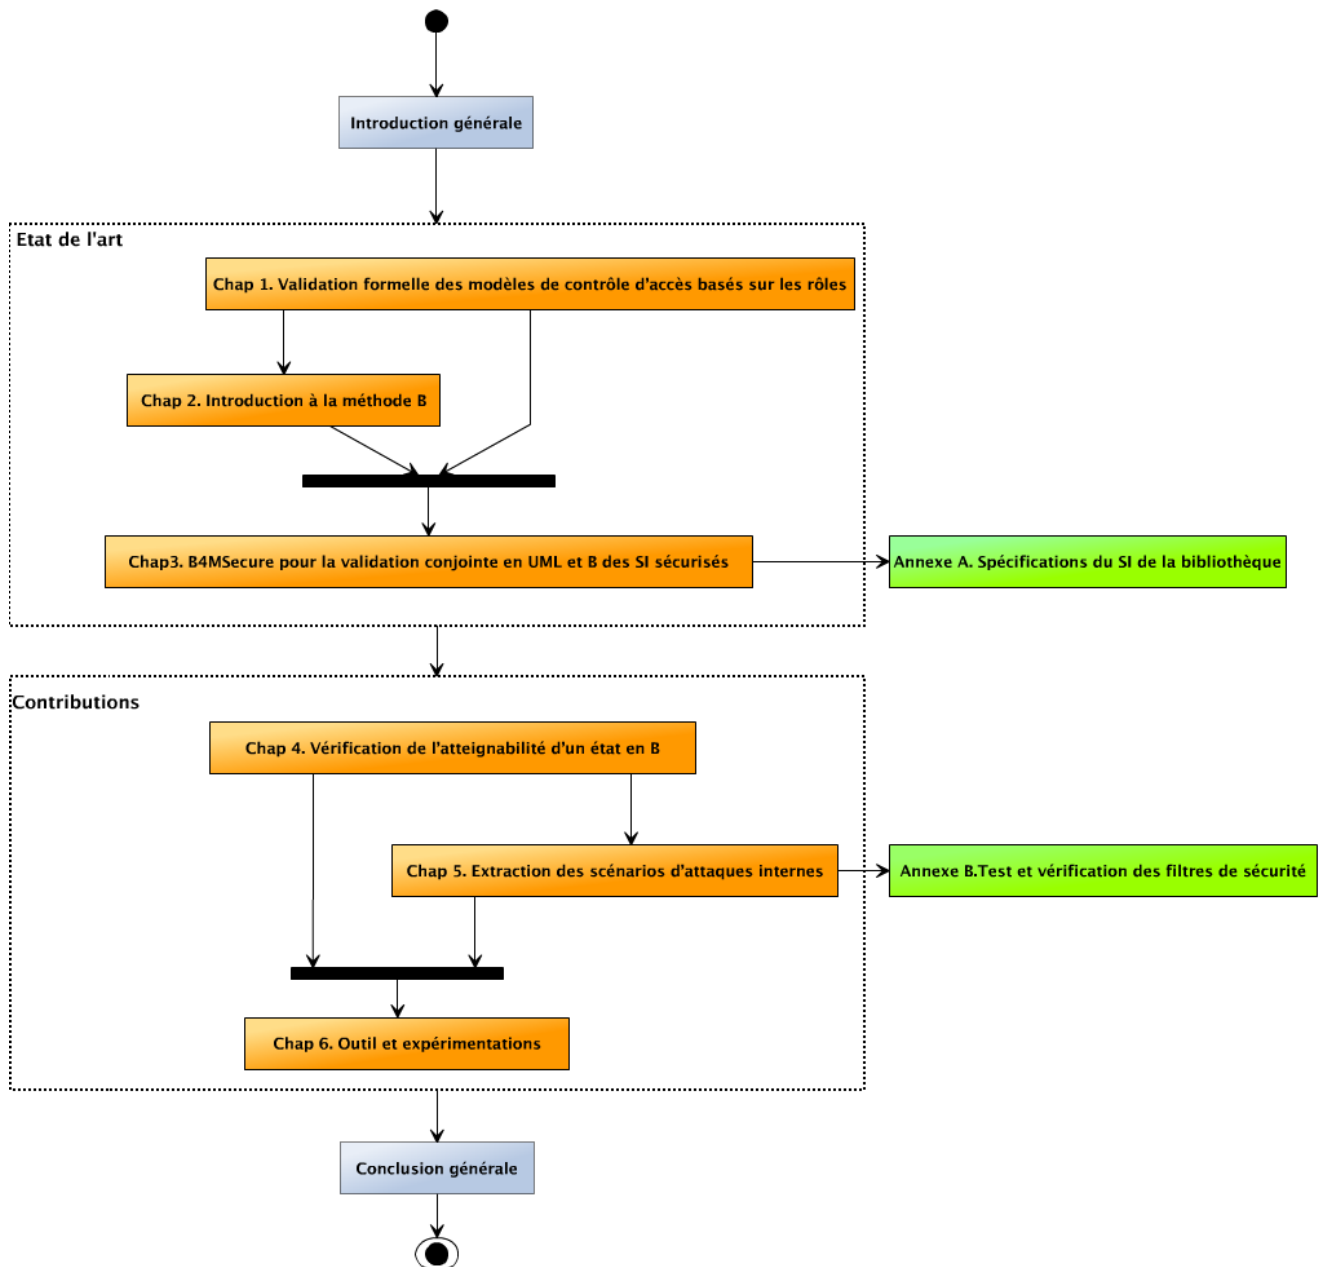 Introduction générale
Etat de l'art
Chap 1. Validation formelle des modèles de contrôle d'accès basés sur les rôles
Chap 2. Introduction à la méthode B
Chap3. B4MSecure pour la validation conjointe en UML et B des SI sécurisés
Annexe A. Spécifications du SI de la bibliothèque
Contributions
Chap 4. Vérification de l'atteignabilité d'un état en B
Chap 5. Extraction des scénarios d'attaques internes
Annexe B.Test et vérification des filtres de sécurité
Chap 6. Outil et expérimentations
Conclusion générale